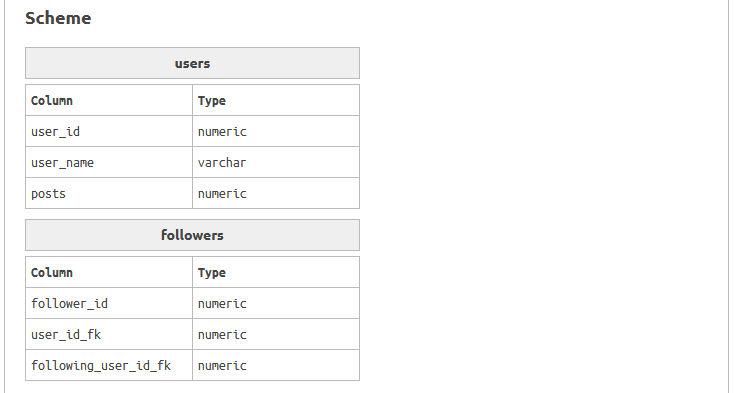 Scheme
users
Column Type
user_id numeric
user_name varchar
posts numeric
followers
Column Type
follower_id numeric
user_id_fk numeric
following_user_id_fk numeric